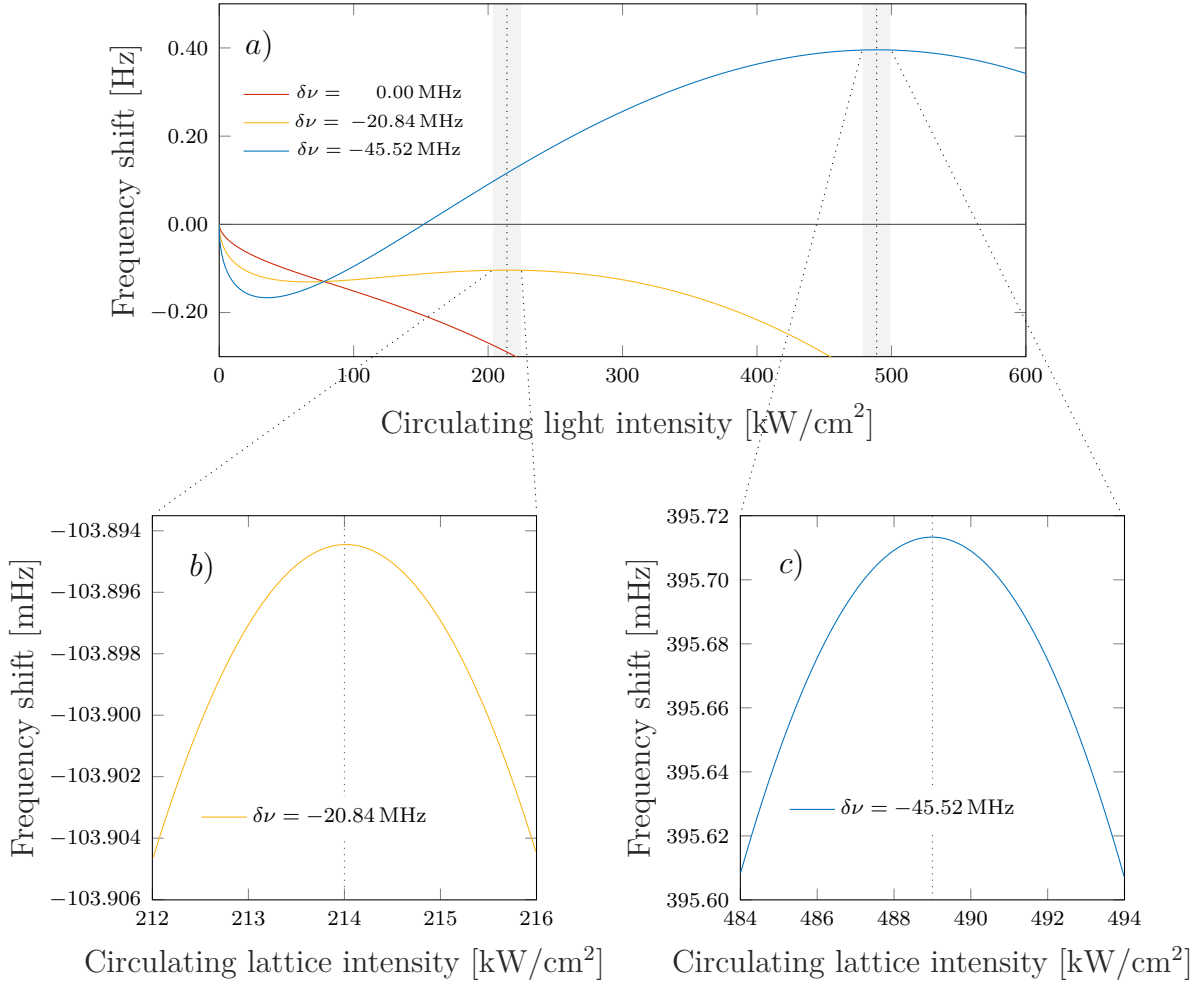 a)
Frequency shift [Hz]
0.40
0.20
0.00
−0.20
δν = 0.00 MHz
δν = −20.84 MHz
δν = −45.52 MHz
0 100 200 300 400 500 600
Circulating light intensity [kW/cm²]
b)
Frequency shift [mHz]
−103.894
−103.896
−103.898
−103.900
−103.902
−103.904
−103.906
δν = −20.84 MHz
212 213 214 215 216
Circulating lattice intensity [kW/cm²]
c)
Frequency shift [mHz]
395.72
395.70
395.68
395.66
395.64
395.62
395.60
δν = −45.52 MHz
484 486 488 490 492 494
Circulating lattice intensity [kW/cm²]